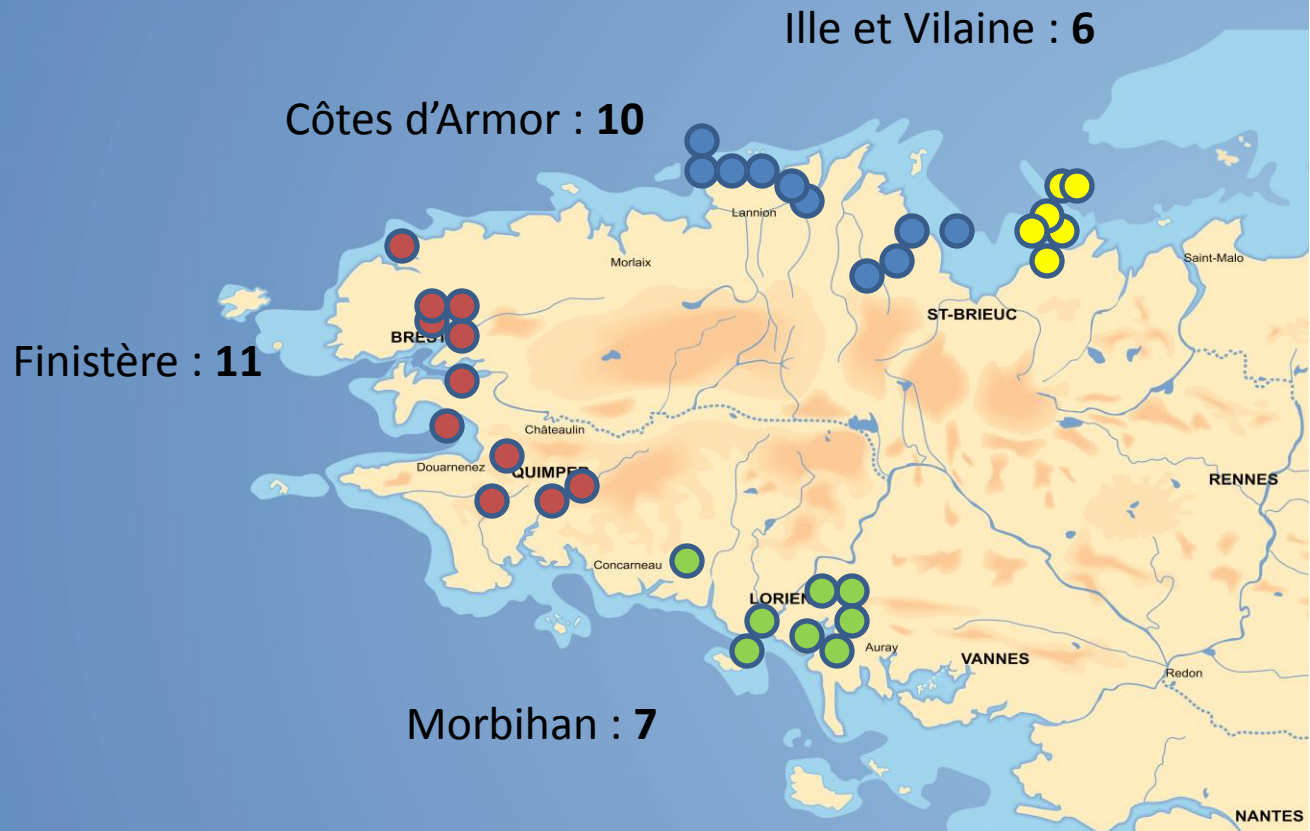 Ille et Vilaine : 6
Côtes d'Armor : 10
Lannion
Morlaix
Saint-Malo
ST-BRIEUC
BREST
Finistère : 11
Châteaulin
Douarnenez
QUIMPER
RENNES
Concarneau
LORIEN
Auray
VANNES
Redon
Morbihan : 7
NANTES